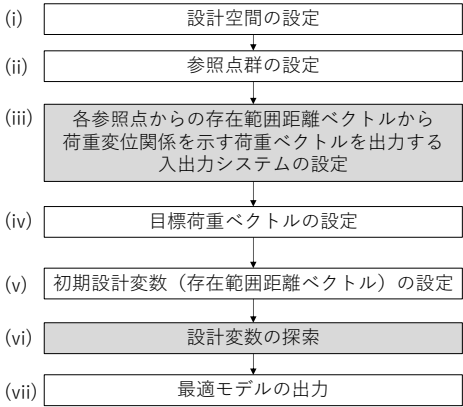 (i) 設計空間の設定
(ii) 参照点群の設定
(iii) 各参照点からの存在範囲距離ベクトルから
荷重変位関係を示す荷重ベクトルを出力する
入出力システムの設定
(iv) 目標荷重ベクトルの設定
(v) 初期設計変数（存在範囲距離ベクトル）の設定
(vi) 設計変数の探索
(vii) 最適モデルの出力